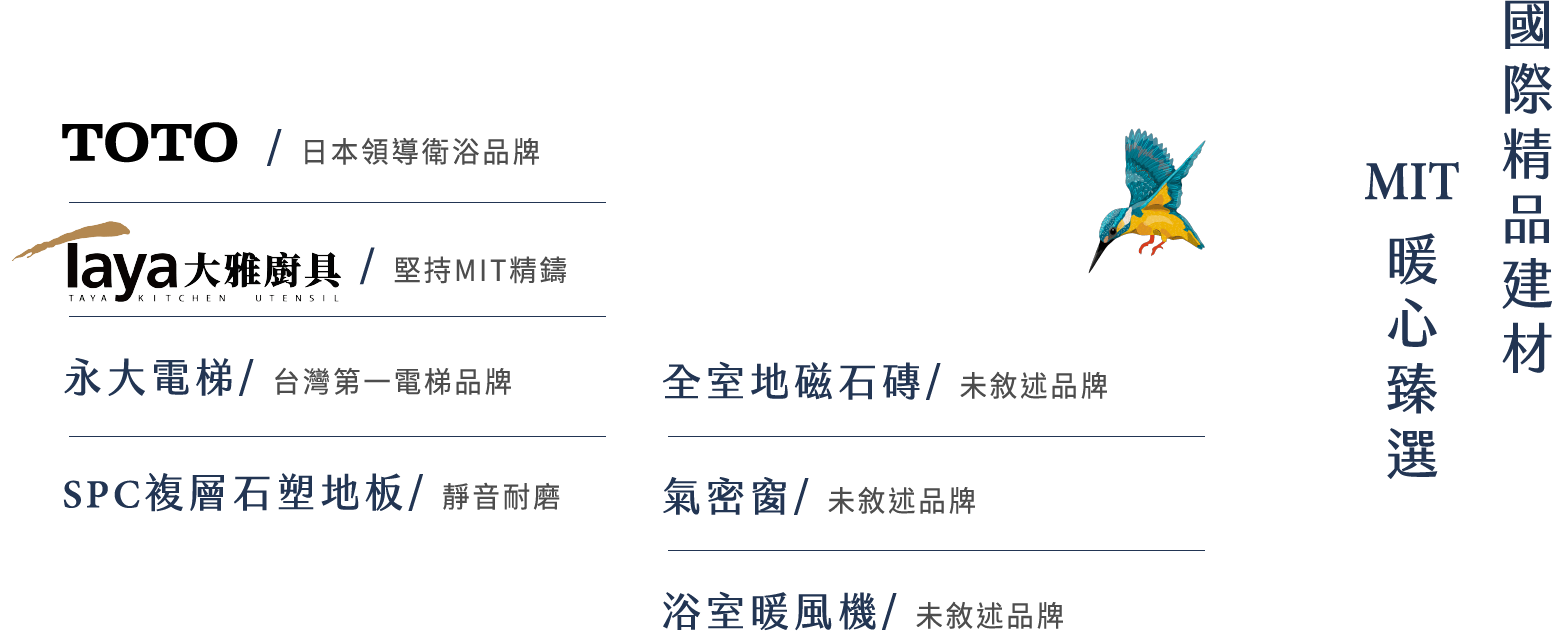 國際精品建材
MIT 暖心臻選
TOTO / 日本領導衛浴品牌
taya 大雅廚具 / 堅持MIT精鑄
TAYA KITCHEN UTENSIL
永大電梯/ 台灣第一電梯品牌
SPC複層石塑地板/ 靜音耐磨
全室地磁石磚/ 未敘述品牌
氣密窗/ 未敘述品牌
浴室暖風機/ 未敘述品牌